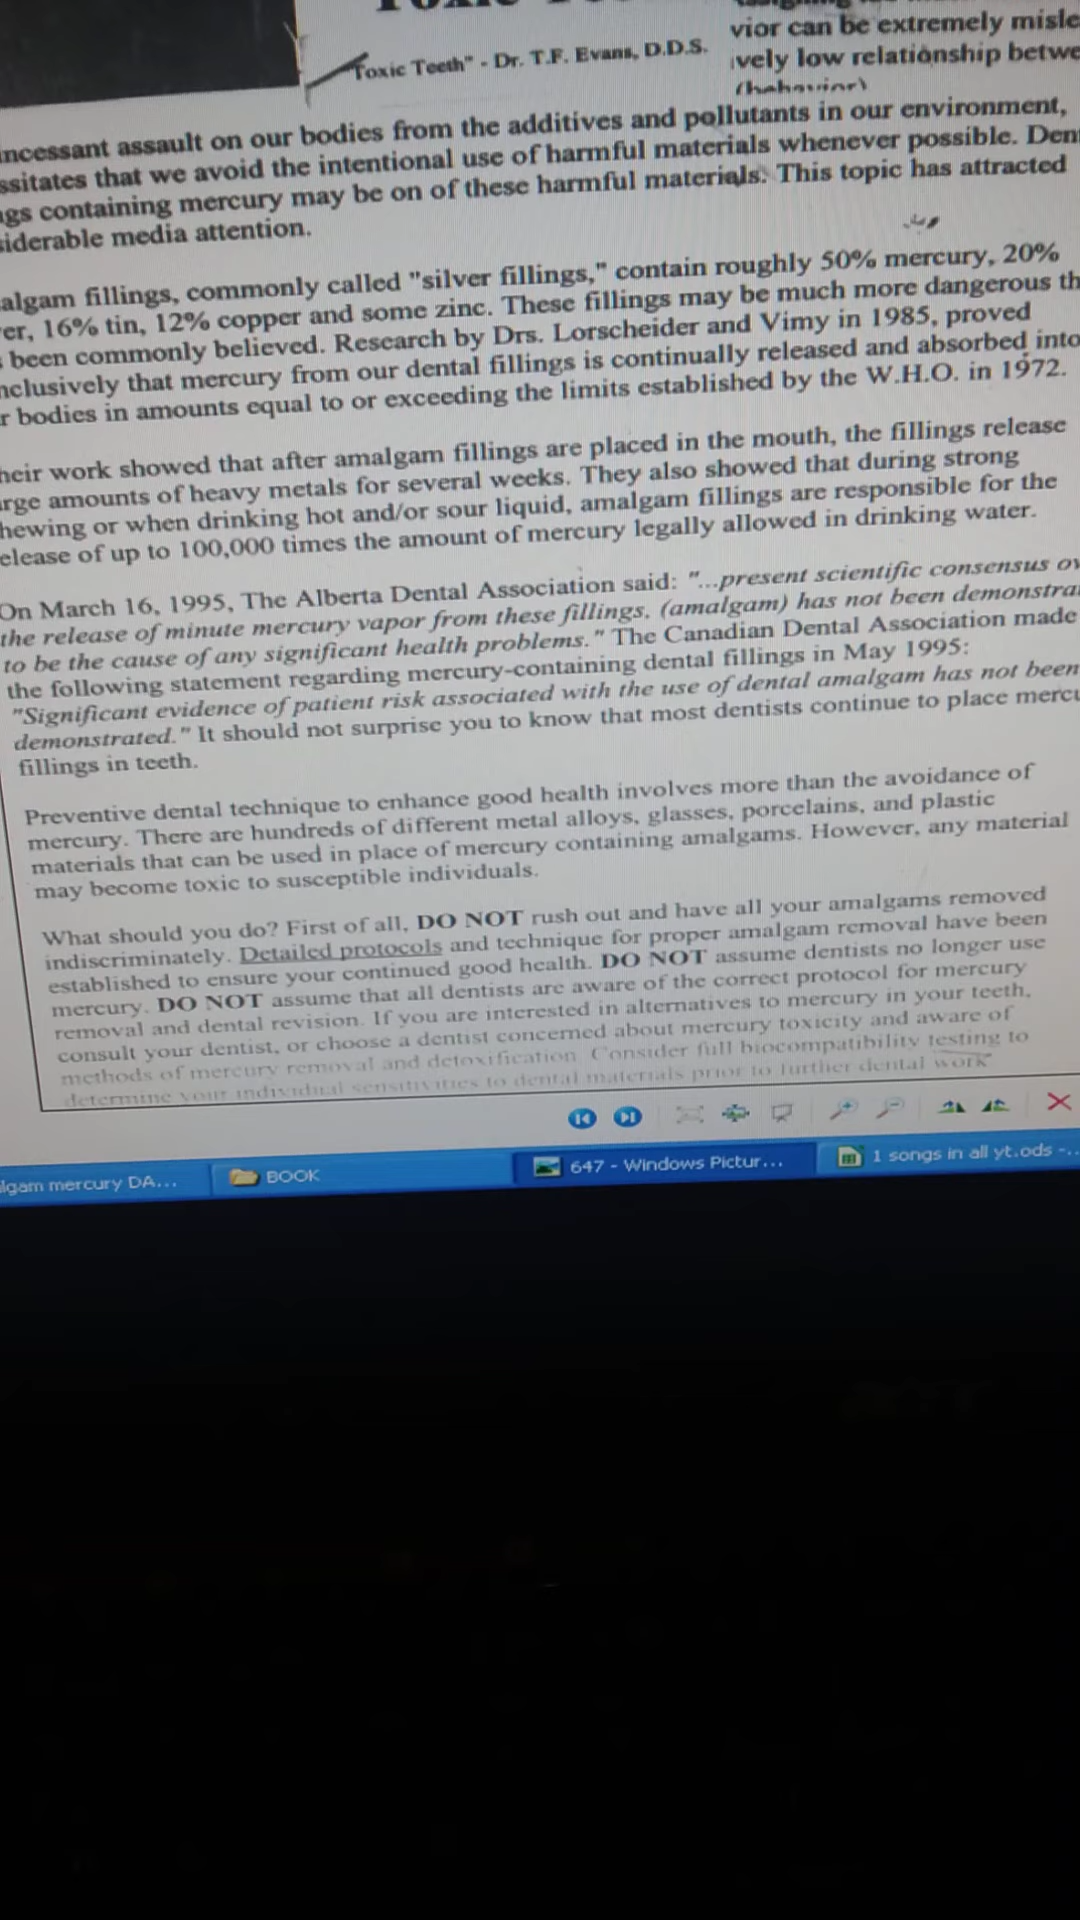 Toxic Teeth" - Dr. T.F. Evans, D.D.S.
vior can be extremely misle
vely low relationship betwe
(behavior)
incessant assault on our bodies from the additives and pollutants in our environment,
ssitates that we avoid the intentional use of harmful materials whenever possible. Den
ngs containing mercury may be on of these harmful materials. This topic has attracted
siderable media attention.
algam fillings, commonly called "silver fillings," contain roughly 50% mercury, 20%
er, 16% tin, 12% copper and some zinc. These fillings may be much more dangerous th
been commonly believed. Research by Drs. Lorscheider and Vimy in 1985, proved
nclusively that mercury from our dental fillings is continually released and absorbed into
r bodies in amounts equal to or exceeding the limits established by the W.H.O. in 1972.
heir work showed that after amalgam fillings are placed in the mouth, the fillings release
arge amounts of heavy metals for several weeks. They also showed that during strong
hewing or when drinking hot and/or sour liquid, amalgam fillings are responsible for the
elease of up to 100,000 times the amount of mercury legally allowed in drinking water.
On March 16, 1995, The Alberta Dental Association said: "...present scientific consensus ov
the release of minute mercury vapor from these fillings, (amalgam) has not been demonstra
to be the cause of any significant health problems." The Canadian Dental Association made
the following statement regarding mercury-containing dental fillings in May 1995:
"Significant evidence of patient risk associated with the use of dental amalgam has not been
demonstrated." It should not surprise you to know that most dentists continue to place mercu
fillings in teeth.
Preventive dental technique to enhance good health involves more than the avoidance of
mercury. There are hundreds of different metal alloys, glasses, porcelains, and plastic
materials that can be used in place of mercury containing amalgams. However, any material
may become toxic to susceptible individuals.
What should you do? First of all, DO NOT rush out and have all your amalgams removed
indiscriminately. Detailed protocols and technique for proper amalgam removal have been
established to ensure your continued good health. DO NOT assume dentists no longer use
mercury. DO NOT assume that all dentists are aware of the correct protocol for mercury
removal and dental revision. If you are interested in alternatives to mercury in your teeth,
consult your dentist, or choose a dentist concerned about mercury toxicity and aware of
methods of mercury removal and detoxification. Consider full biocompatibility testing to
determine your individual sensitivities to dental materials prior to further dental work
lgam mercury DA...
BOOK
647 - Windows Pictur...
1 songs in all yt.ods -...